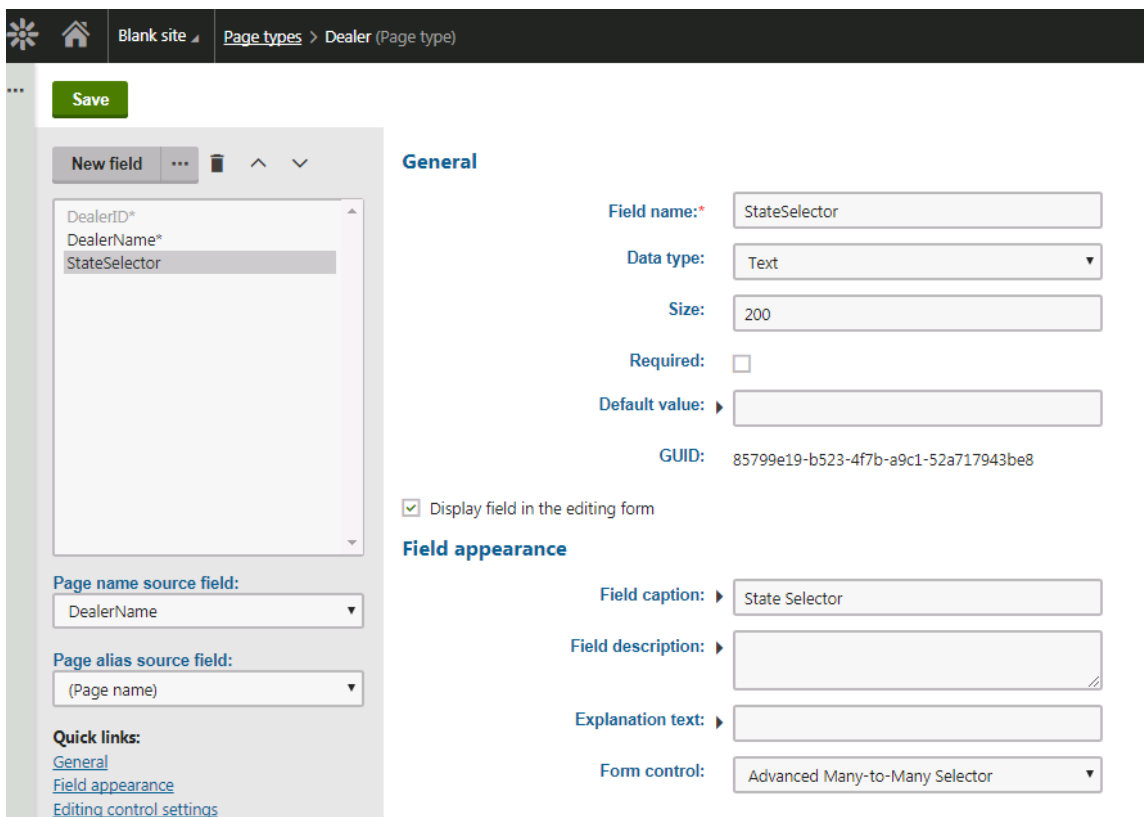 Blank site Page types > Dealer (Page type)
...
Save
New field ...
DealerID*
DealerName*
StateSelector
Page name source field:
DealerName
Page alias source field:
(Page name)
Quick links:
General
Field appearance
Editing control settings
General
Field name:* StateSelector
Data type: Text
Size: 200
Required:
Default value:
GUID: 85799e19-b523-4f7b-a9c1-52a717943be8
Display field in the editing form
Field appearance
Field caption: State Selector
Field description:
Explanation text:
Form control: Advanced Many-to-Many Selector